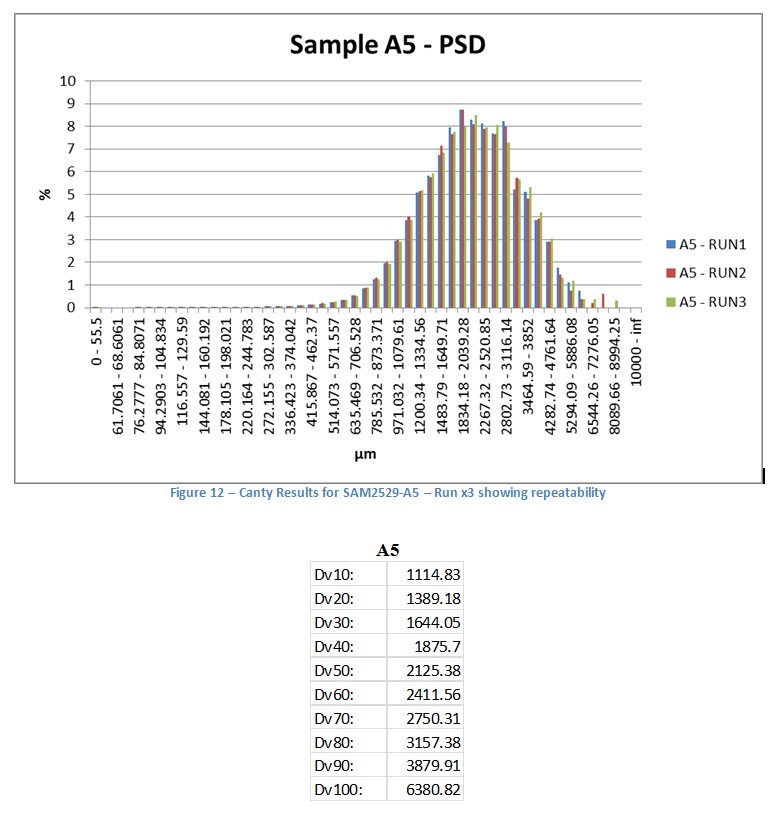 Sample A5 - PSD
10
9
8
7
6
5
4
3
2
1
0
%
0 - 55.5
61.7061 - 68.6061
76.2777 - 84.8071
94.2903 - 104.834
116.557 - 129.59
144.081 - 160.192
178.105 - 198.021
220.164 - 244.783
272.155 - 302.587
336.423 - 374.042
415.867 - 462.37
514.073 - 571.557
635.469 - 706.528
785.532 - 873.371
971.032 - 1079.61
1200.34 - 1334.56
1483.79 - 1649.71
1834.18 - 2039.28
2267.32 - 2520.85
2802.73 - 3116.14
3464.59 - 3852
4282.74 - 4761.64
5294.09 - 5886.08
6544.26 - 7276.05
8089.66 - 8994.25
10000 - inf
µm
A5 - RUN1
A5 - RUN2
A5 - RUN3
Figure 12 – Canty Results for SAM2529-A5 – Run x3 showing repeatability
A5
Dv10: 1114.83
Dv20: 1389.18
Dv30: 1644.05
Dv40: 1875.7
Dv50: 2125.38
Dv60: 2411.56
Dv70: 2750.31
Dv80: 3157.38
Dv90: 3879.91
Dv100: 6380.82